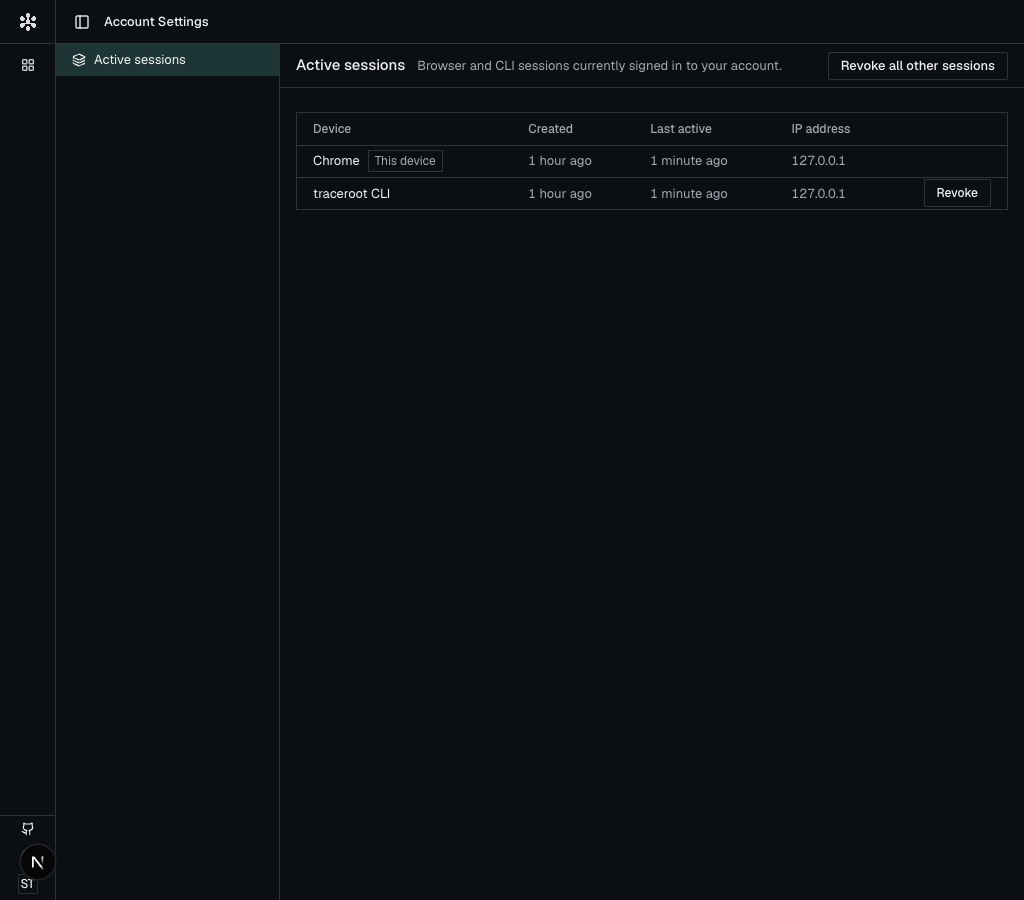 Account Settings
Active sessions
Active sessions Browser and CLI sessions currently signed in to your account. Revoke all other sessions
Device Created Last active IP address
Chrome This device 1 hour ago 1 minute ago 127.0.0.1
traceroot CLI 1 hour ago 1 minute ago 127.0.0.1 Revoke
N
ST